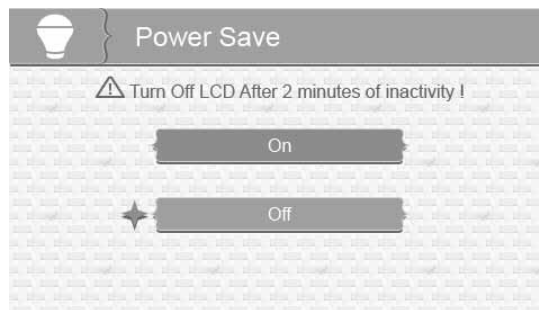 Power Save
Turn Off LCD After 2 minutes of inactivity !
On
Off